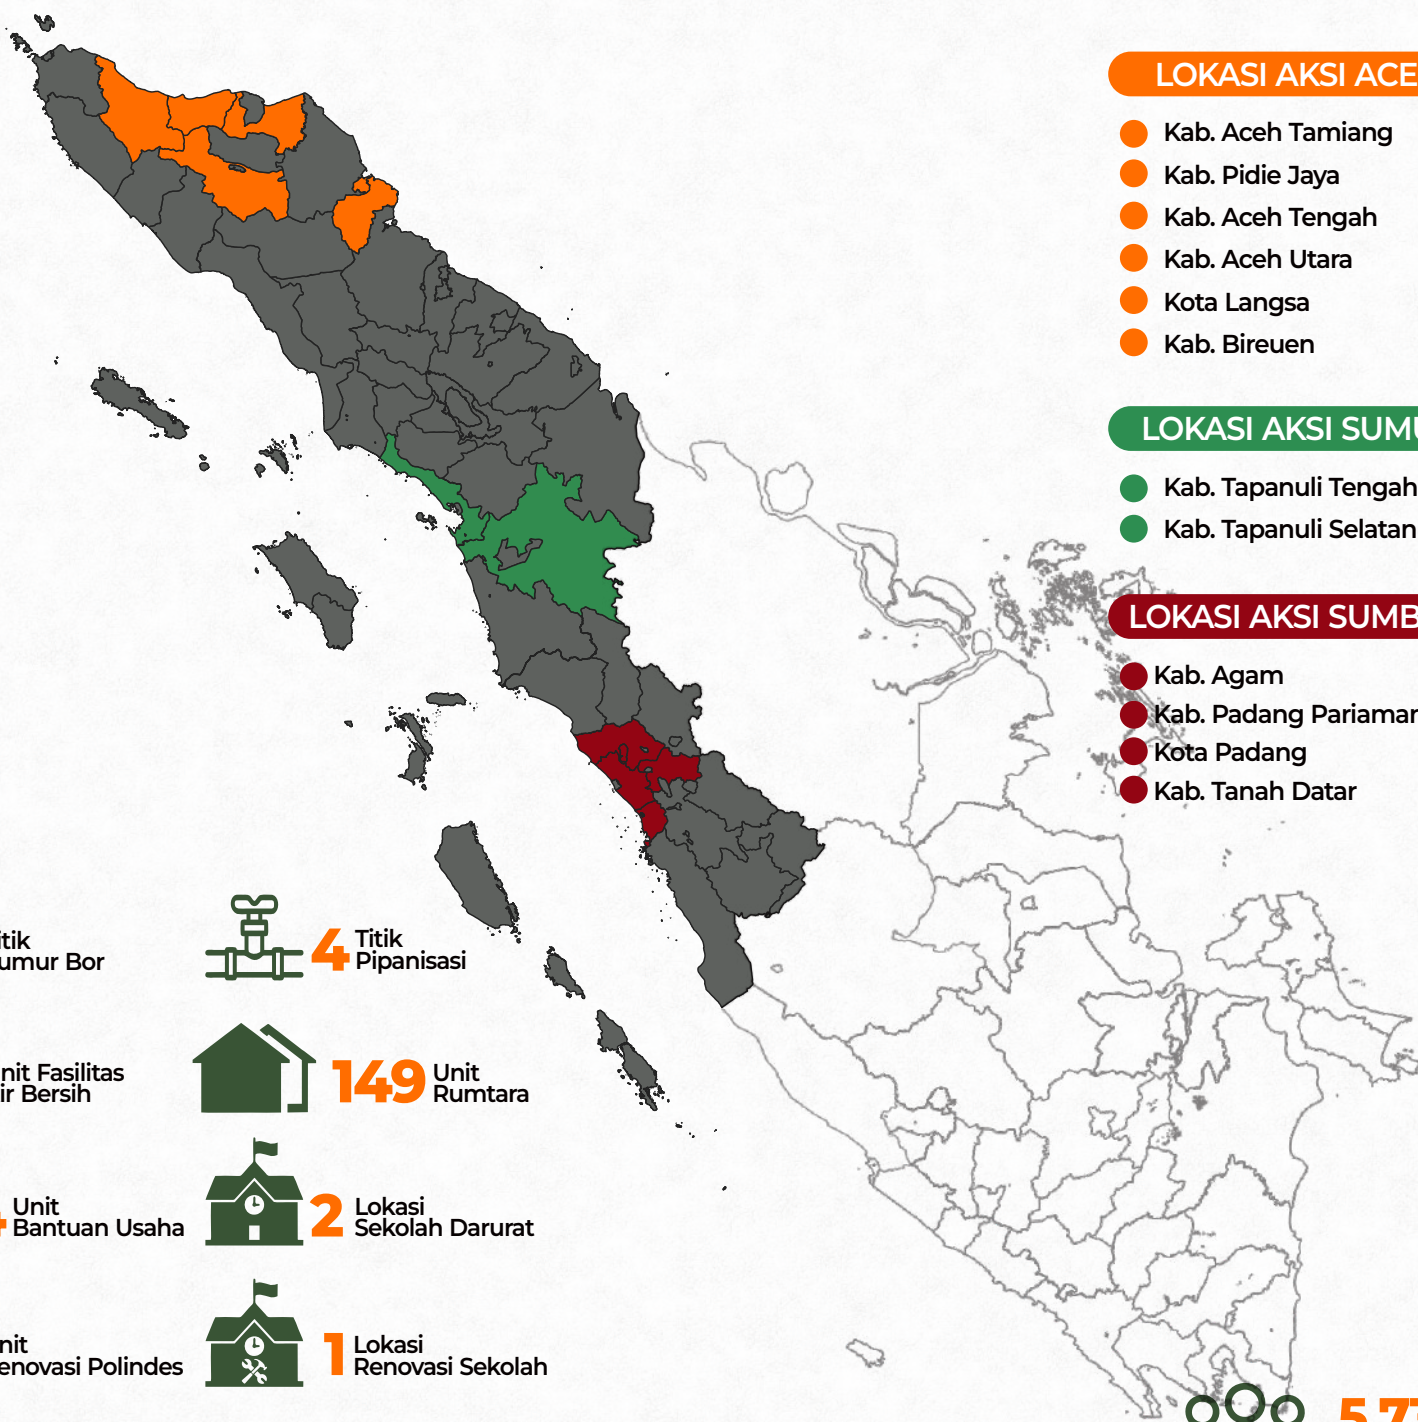 LOKASI AKSI ACE
Kab. Aceh Tamiang
Kab. Pidie Jaya
Kab. Aceh Tengah
Kab. Aceh Utara
Kota Langsa
Kab. Bireuen
LOKASI AKSI SUMU
Kab. Tapanuli Tengah
Kab. Tapanuli Selatan
LOKASI AKSI SUMB
Kab. Agam
Kab. Padang Pariaman
Kota Padang
Kab. Tanah Datar
itik
umur Bor
4 Titik
Pipanisasi
nit Fasilitas
ir Bersih
149 Unit
Rumtara
Unit
Bantuan Usaha
2 Lokasi
Sekolah Darurat
nit
enovasi Polindes
1 Lokasi
Renovasi Sekolah